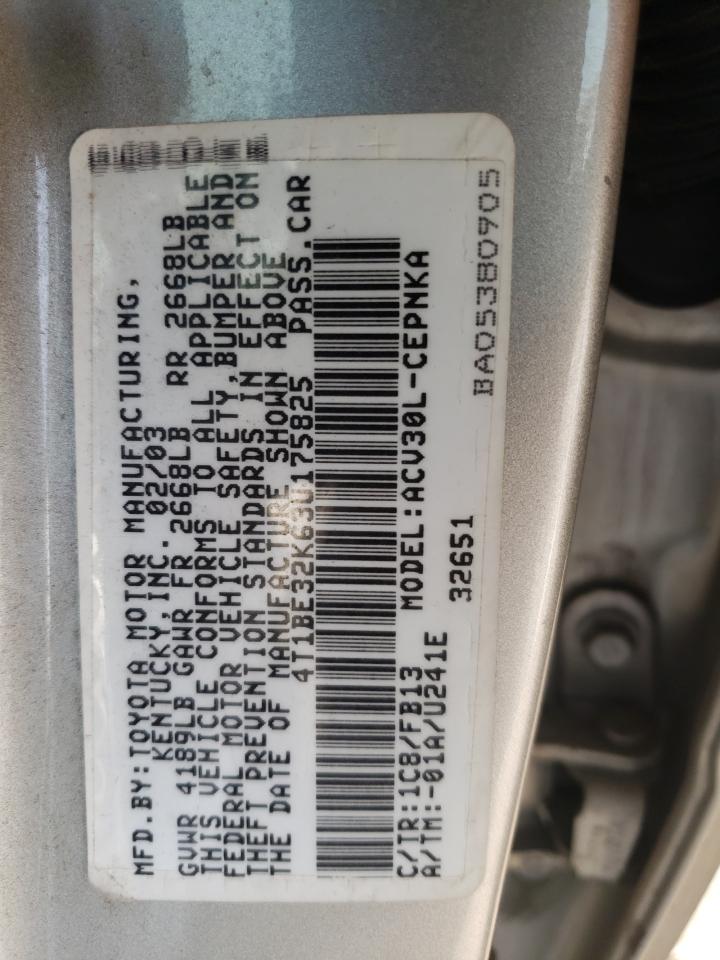 MFD.BY:TOYOTA MOTOR MANUFACTURING,
KENTUCKY,INC. 02/03
GVWR 4189LB GAWR FR 2668LB RR 2668LB
THIS VEHICLE CONFORMS TO ALL APPLICABLE
FEDERAL MOTOR VEHICLE SAFETY,BUMPER AND
THEFT PREVENTION STANDARDS IN EFFECT ON
THE DATE OF MANUFACTURE SHOWN ABOVE
4T1BE32K63U175825 PASS.CAR
C/TR:1C8/FB13 MODEL:ACV30L-CEPNKA
A/TM:-01A/U241E 32651
BA05380905